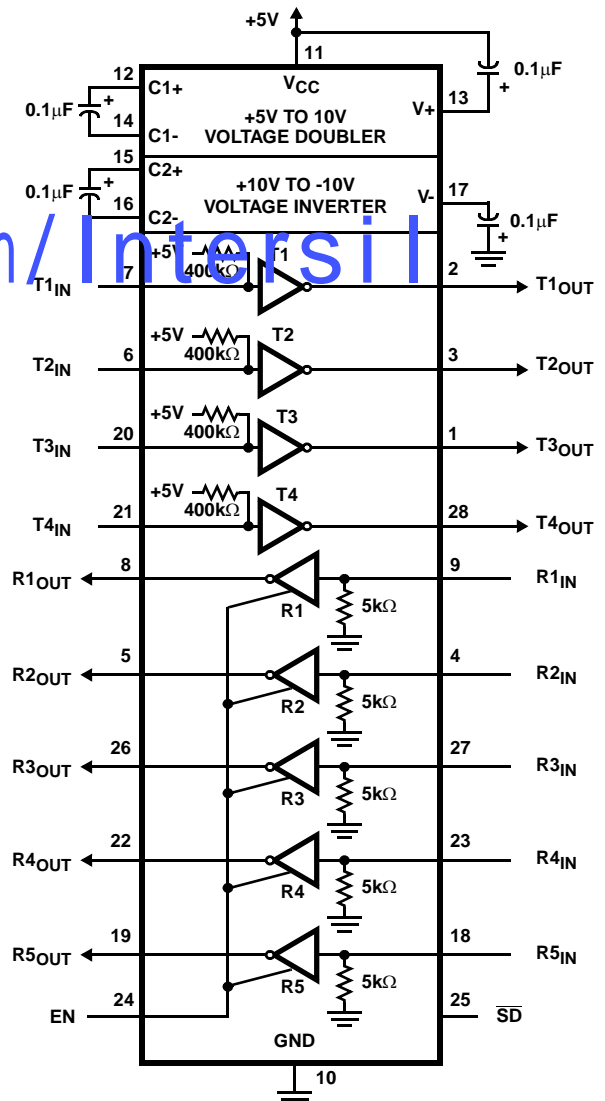 +5V
11
12
C1+
VCC
0.1µF
+
0.1µF
+
+5V TO 10V
VOLTAGE DOUBLER
V+
13
14
C1-
15
C2+
0.1µF
+
+10V TO -10V
VOLTAGE INVERTER
V-
17
16
C2-
0.1µF
+
n/Intersil
+5V
400kΩ
T1
T1IN
7
2
T1OUT
+5V
400kΩ
T2
T2IN
6
3
T2OUT
+5V
400kΩ
T3
T3IN
20
1
T3OUT
+5V
400kΩ
T4
T4IN
21
28
T4OUT
R1OUT
8
9
R1IN
R1
5kΩ
R2OUT
5
4
R2IN
R2
5kΩ
R3OUT
26
27
R3IN
R3
5kΩ
R4OUT
22
23
R4IN
R4
5kΩ
R5OUT
19
18
R5IN
R5
5kΩ
EN
24
25
SD
GND
10